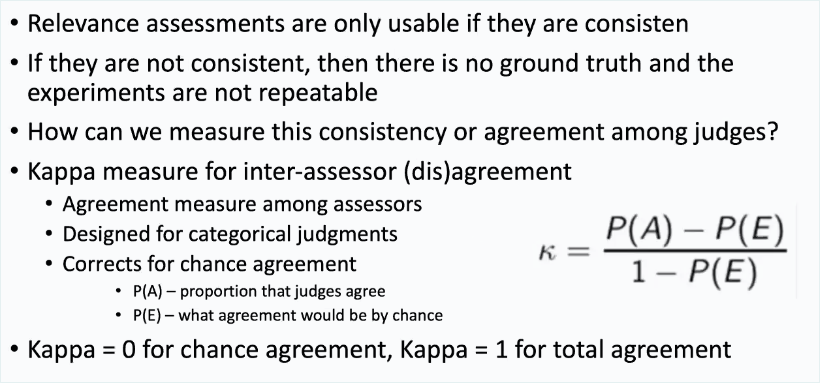 • Relevance assessments are only usable if they are consisten
• If they are not consistent, then there is no ground truth and the
experiments are not repeatable
• How can we measure this consistency or agreement among judges?
• Kappa measure for inter-assessor (dis)agreement
• Agreement measure among assessors
• Designed for categorical judgments
• Corrects for chance agreement
• P(A) – proportion that judges agree
• P(E) – what agreement would be by chance
κ = P(A) − P(E) / 1 − P(E)
• Kappa = 0 for chance agreement, Kappa = 1 for total agreement